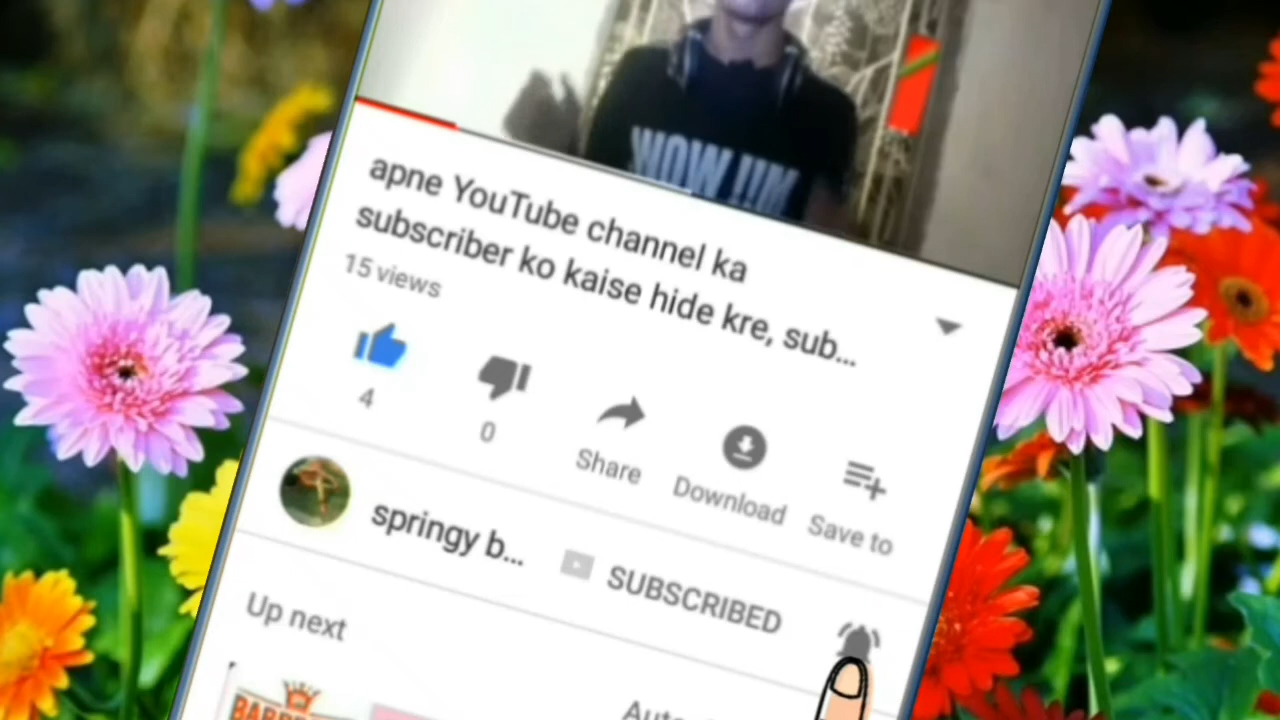 WOW !!!
apne YouTube channel ka
subscriber ko kaise hide kre, sub...
15 views
4
0
Share
Download
Save to
springy b...
SUBSCRIBED
Up next